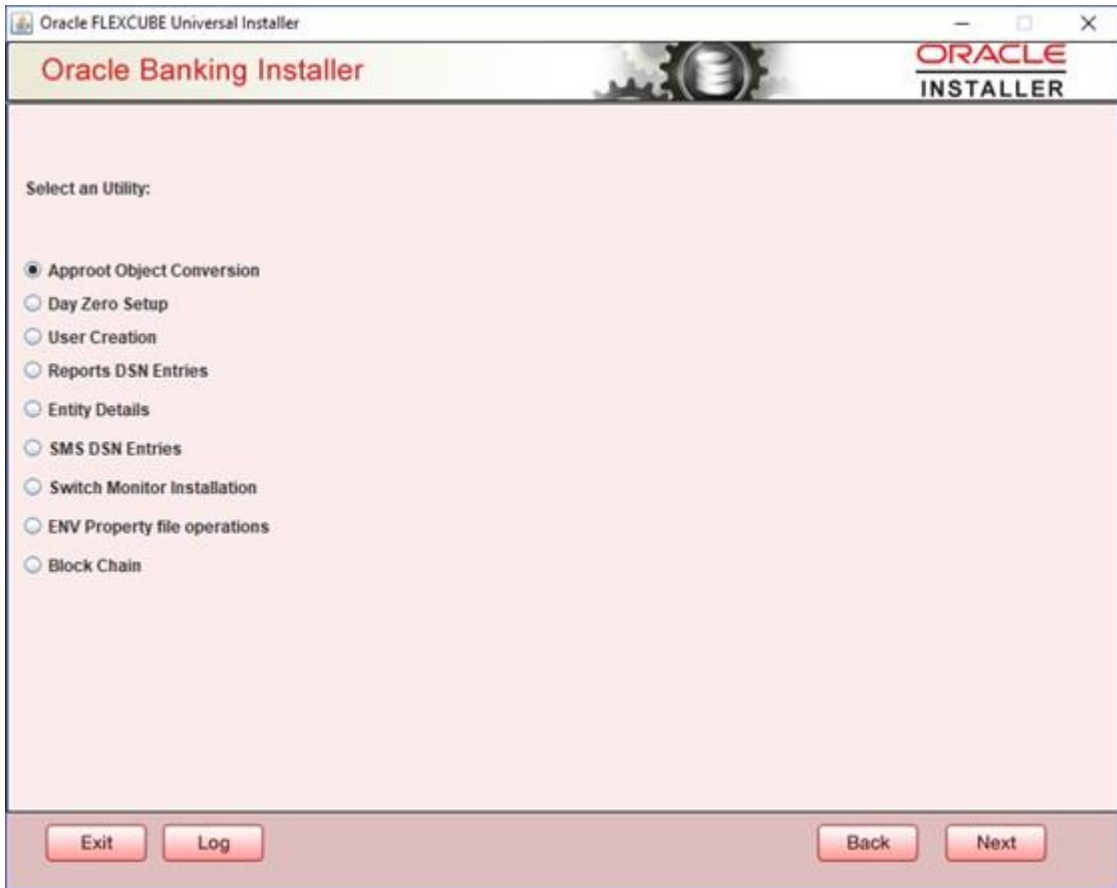 Oracle FLEXCUBE Universal Installer
Oracle Banking Installer
ORACLE
INSTALLER
Select an Utility:
Approot Object Conversion
Day Zero Setup
User Creation
Reports DSN Entries
Entity Details
SMS DSN Entries
Switch Monitor Installation
ENV Property file operations
Block Chain
Exit Log Back Next